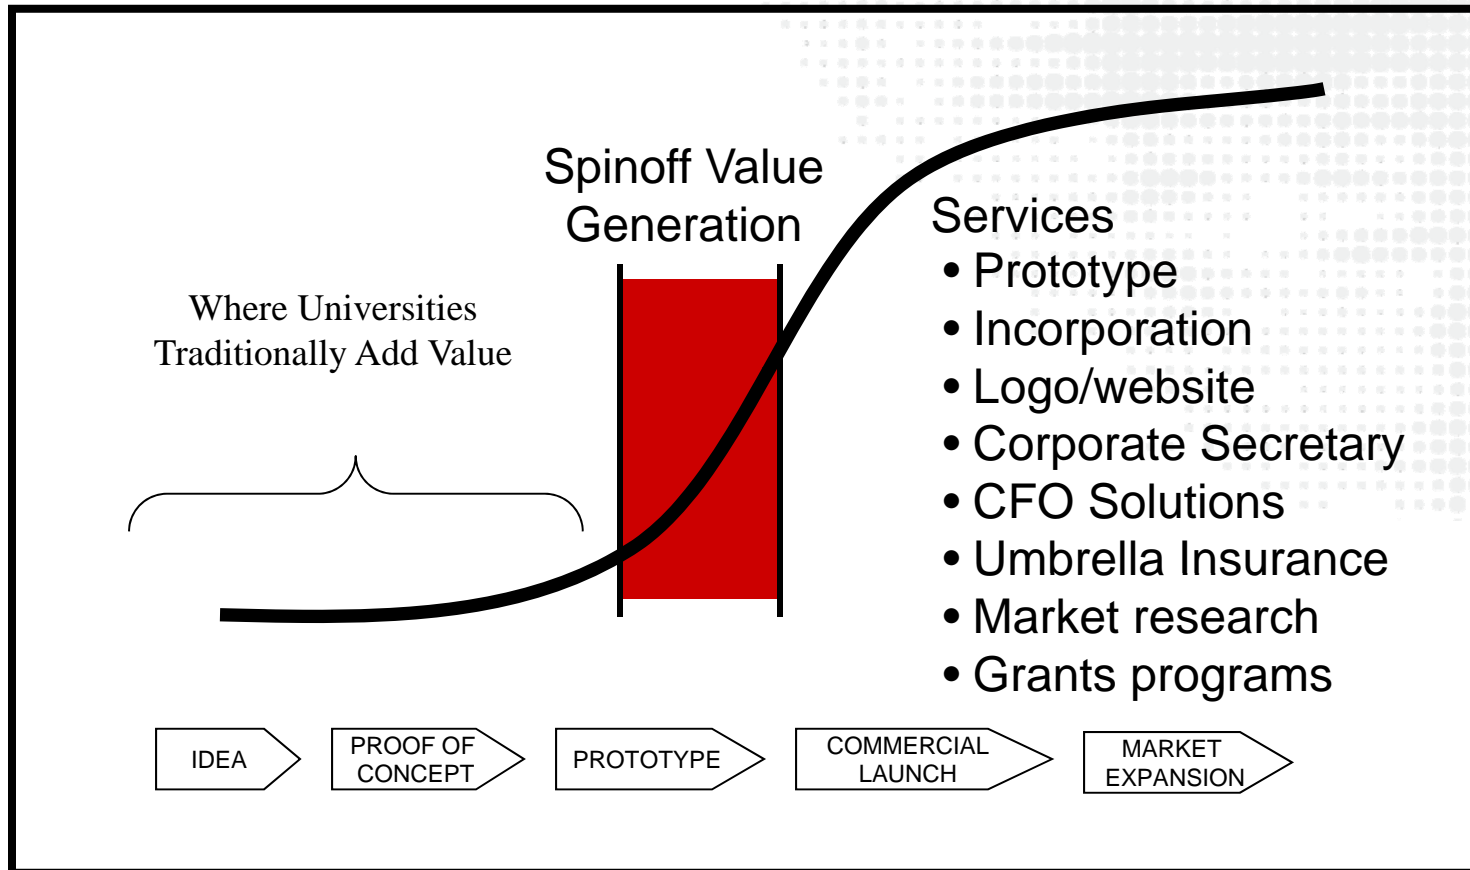 Spinoff Value
Generation
Where Universities
Traditionally Add Value
Services
• Prototype
• Incorporation
• Logo/website
• Corporate Secretary
• CFO Solutions
• Umbrella Insurance
• Market research
• Grants programs
IDEA
PROOF OF
CONCEPT
PROTOTYPE
COMMERCIAL
LAUNCH
MARKET
EXPANSION